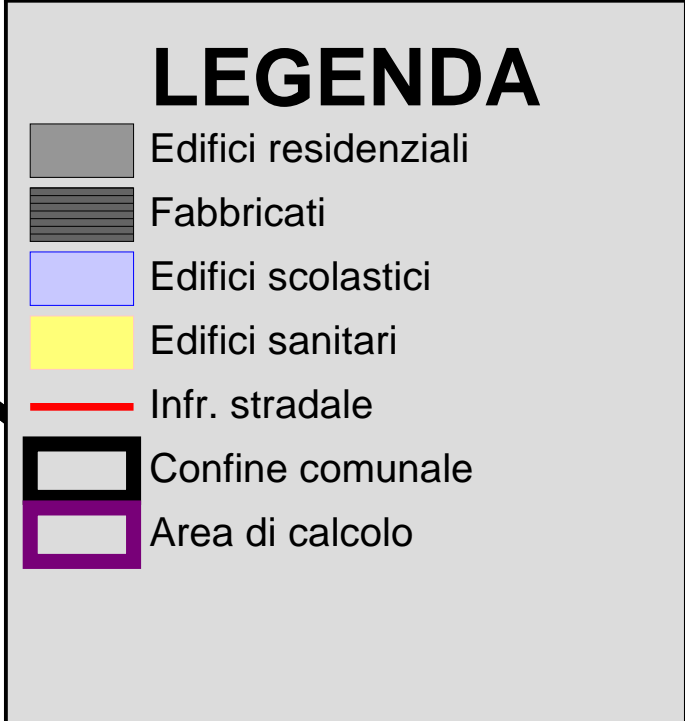 LEGENDA
Edifici residenziali
Fabbricati
Edifici scolastici
Edifici sanitari
Infr. stradale
Confine comunale
Area di calcolo